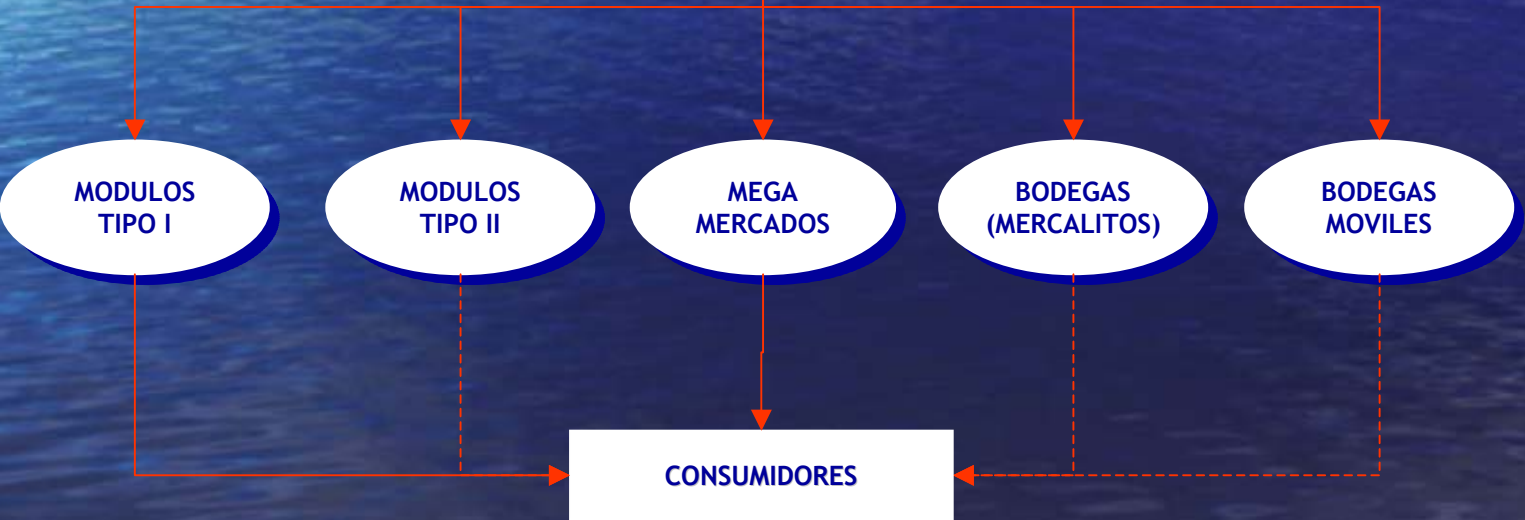 MODULOS
TIPO I
MODULOS
TIPO II
MEGA
MERCADOS
BODEGAS
(MERCALITOS)
BODEGAS
MOVILES
CONSUMIDORES